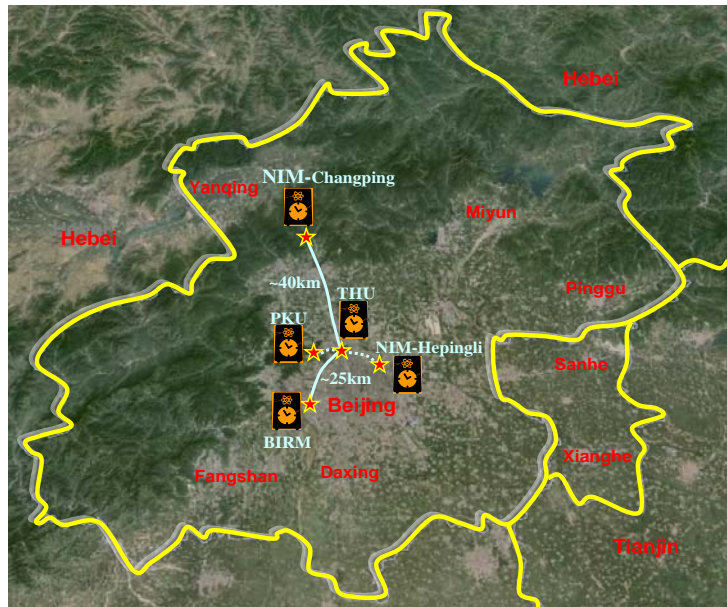 Hebei
NIM-Changping
Yanqing
Miyun
Hebei
~40km
THU
Pinggu
PKU
NIM-Hepingli
Sanhe
~25km
Beijing
BIRM
Xianghe
Fangshan
Daxing
Tianjin